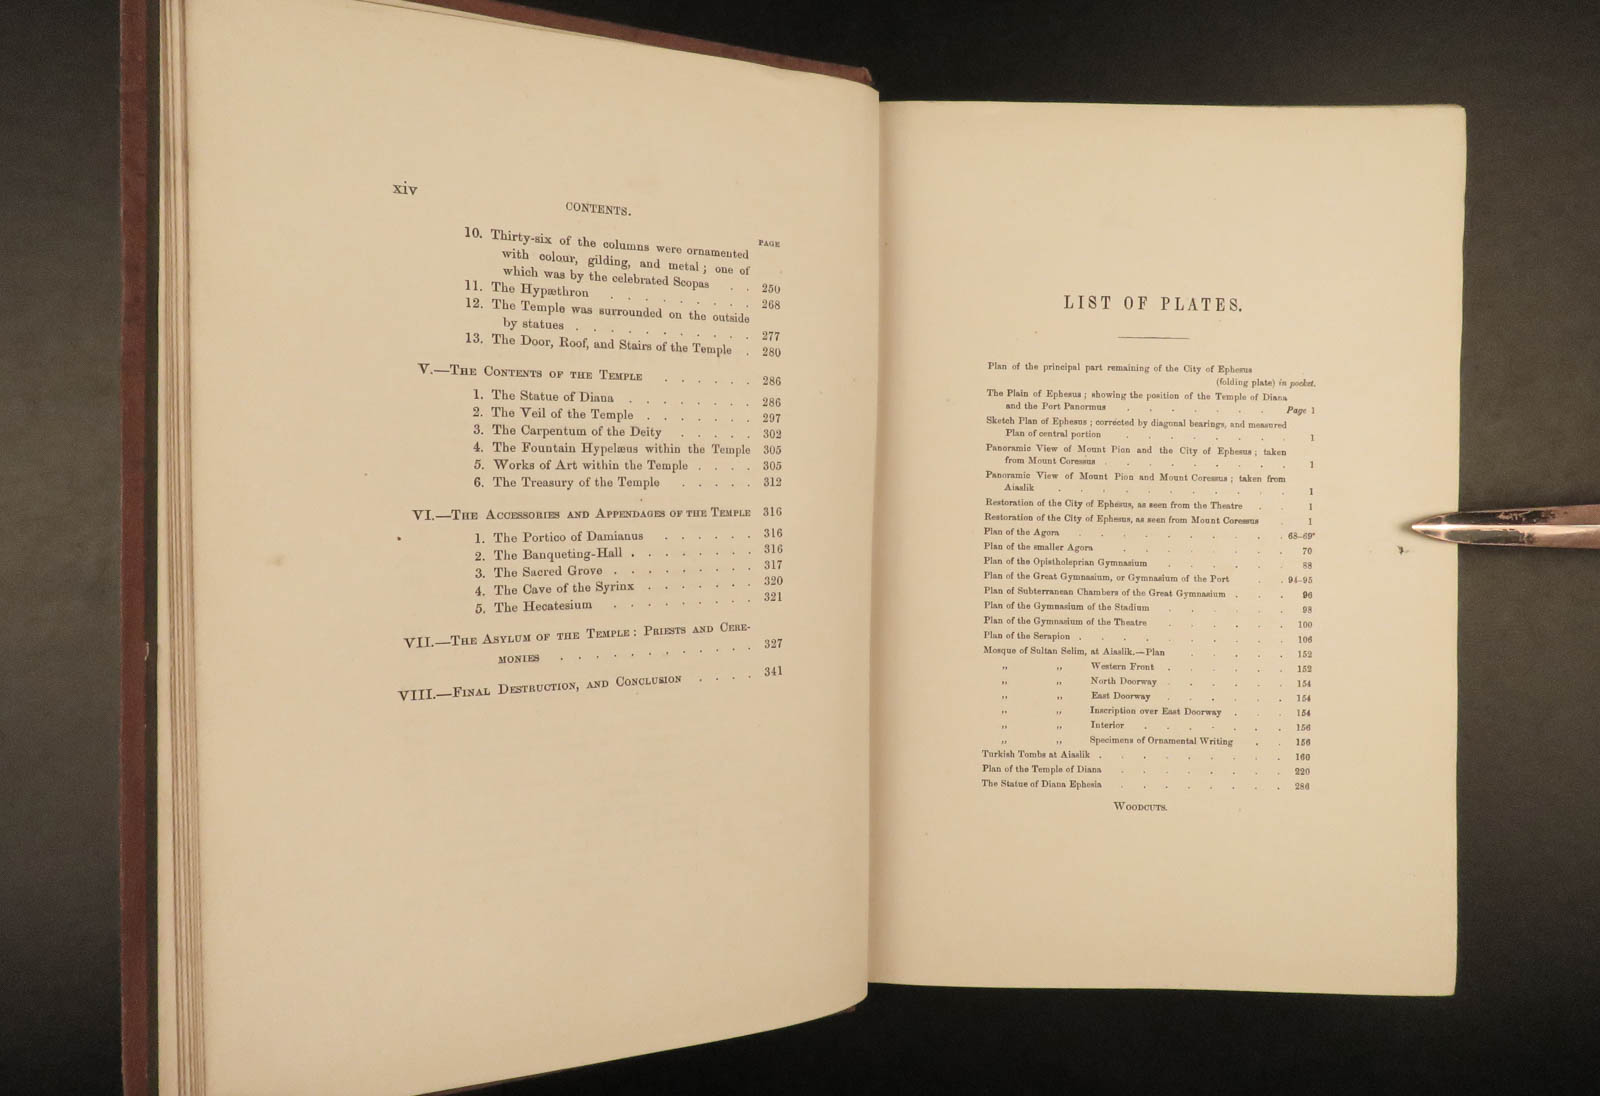 xiv
CONTENTS.
PAGE
10. Thirty-six of the columns were ornamented
with colour, gilding, and metal; one of
which was by the celebrated Scopas . . 250
11. The Hypæthron . . . . . . . . . 268
12. The Temple was surrounded on the outside
by statues . . . . . . . . . . . 277
13. The Door, Roof, and Stairs of the Temple . 280
V.—THE CONTENTS OF THE TEMPLE . . . . . . 286
1. The Statue of Diana . . . . . . . . 286
2. The Veil of the Temple . . . . . . . 297
3. The Carpentum of the Deity . . . . . 302
4. The Fountain Hypelæus within the Temple 305
5. Works of Art within the Temple . . . . 305
6. The Treasury of the Temple . . . . . 312
VI.—THE ACCESSORIES AND APPENDAGES OF THE TEMPLE 316
1. The Portico of Damianus . . . . . . 316
2. The Banqueting-Hall . . . . . . . . 316
3. The Sacred Grove . . . . . . . . . 317
4. The Cave of the Syrinx . . . . . . . 320
5. The Hecatesium . . . . . . . . . 321
VII.—THE ASYLUM OF THE TEMPLE: PRIESTS AND CERE-
MONIES . . . . . . . . . . . . 327
VIII.—FINAL DESTRUCTION, AND CONCLUSION . . . . 341
LIST OF PLATES.
Plan of the principal part remaining of the City of Ephesus
(folding plate) in pocket.
The Plain of Ephesus; showing the position of the Temple of Diana
and the Port Panormus . . . . . . . Page 1
Sketch Plan of Ephesus; corrected by diagonal bearings, and measured
Plan of central portion . . . . . . . . 1
Panoramic View of Mount Pion and the City of Ephesus; taken
from Mount Coressus . . . . . . . . . 1
Panoramic View of Mount Pion and Mount Coressus; taken from
Aiaslik . . . . . . . . . . . 1
Restoration of the City of Ephesus, as seen from the Theatre . . 1
Restoration of the City of Ephesus, as seen from Mount Coressus . 1
Plan of the Agora . . . . . . . . . . 68-69*
Plan of the smaller Agora . . . . . . . . 70
Plan of the Opistholeprian Gymnasium . . . . . . 88
Plan of the Great Gymnasium, or Gymnasium of the Port . . 94-95
Plan of Subterranean Chambers of the Great Gymnasium . . . 96
Plan of the Gymnasium of the Stadium . . . . . . 98
Plan of the Gymnasium of the Theatre . . . . . . 100
Plan of the Serapion . . . . . . . . . . 106
Mosque of Sultan Selim, at Aiaslik.—Plan . . . . . 152
,, ,, Western Front . . . . . . 152
,, ,, North Doorway . . . . . . 154
,, ,, East Doorway . . . . . . 154
,, ,, Inscription over East Doorway . . . 154
,, ,, Interior . . . . . . . 156
,, ,, Specimens of Ornamental Writing . . 156
Turkish Tombs at Aiaslik . . . . . . . . . 160
Plan of the Temple of Diana . . . . . . . . 220
The Statue of Diana Ephesia . . . . . . . . 286
WOODCUTS.